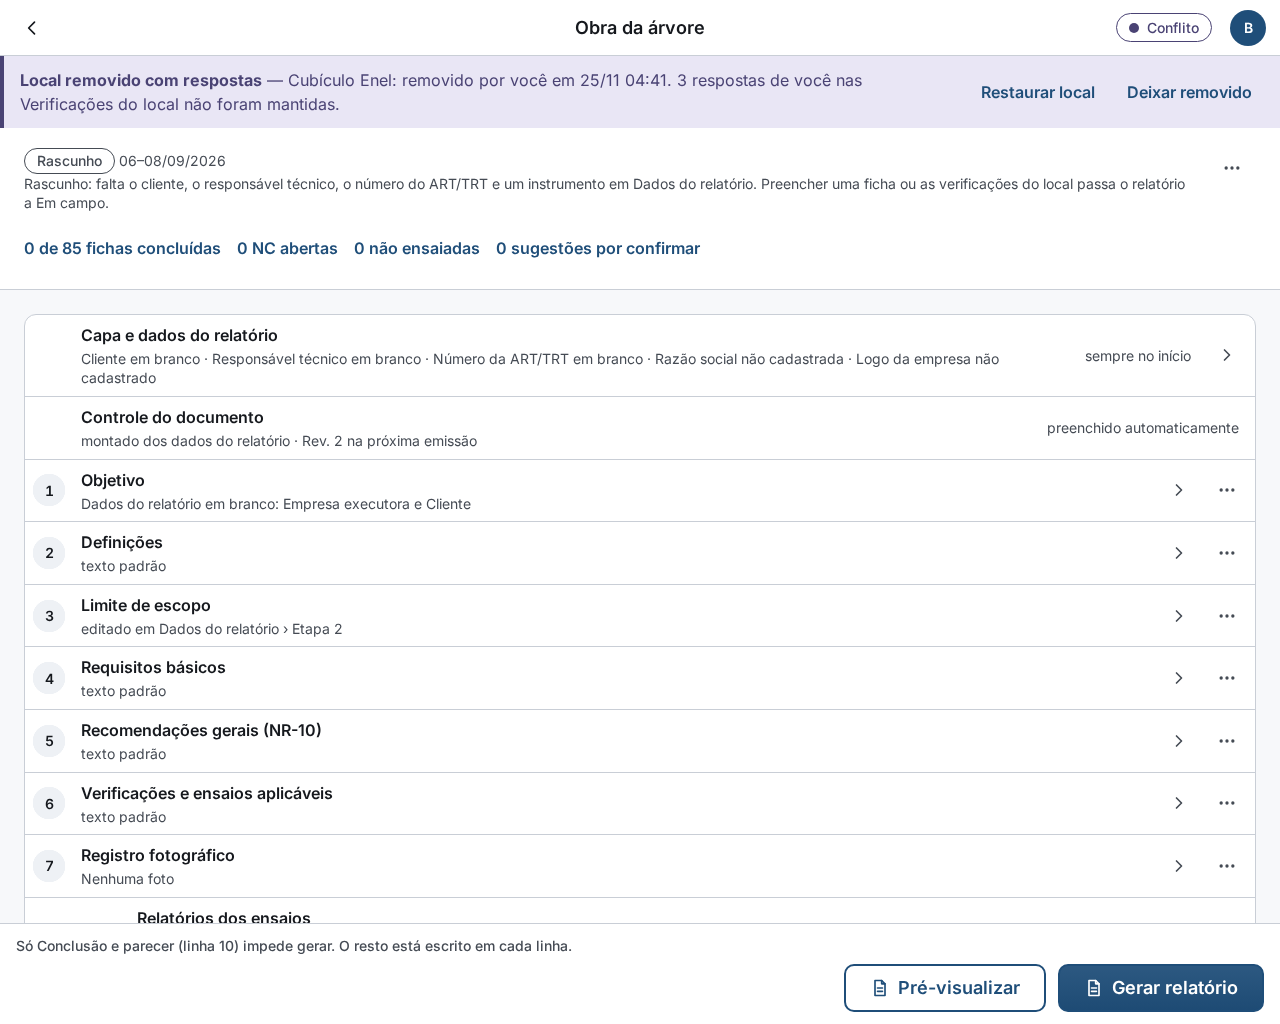 Obra da árvore
Conflito
B
Local removido com respostas — Cubículo Enel: removido por você em 25/11 04:41. 3 respostas de você nas
Verificações do local não foram mantidas.
Restaurar local
Deixar removido
Rascunho 06–08/09/2026
Rascunho: falta o cliente, o responsável técnico, o número do ART/TRT e um instrumento em Dados do relatório. Preencher uma ficha ou as verificações do local passa o relatório
a Em campo.
0 de 85 fichas concluídas 0 NC abertas 0 não ensaiadas 0 sugestões por confirmar
Capa e dados do relatório
Cliente em branco · Responsável técnico em branco · Número da ART/TRT em branco · Razão social não cadastrada · Logo da empresa não
cadastrado
sempre no início
Controle do documento
montado dos dados do relatório · Rev. 2 na próxima emissão
preenchido automaticamente
1
Objetivo
Dados do relatório em branco: Empresa executora e Cliente
2
Definições
texto padrão
3
Limite de escopo
editado em Dados do relatório › Etapa 2
4
Requisitos básicos
texto padrão
5
Recomendações gerais (NR-10)
texto padrão
6
Verificações e ensaios aplicáveis
texto padrão
7
Registro fotográfico
Nenhuma foto
Relatórios dos ensaios
Só Conclusão e parecer (linha 10) impede gerar. O resto está escrito em cada linha.
Pré-visualizar
Gerar relatório